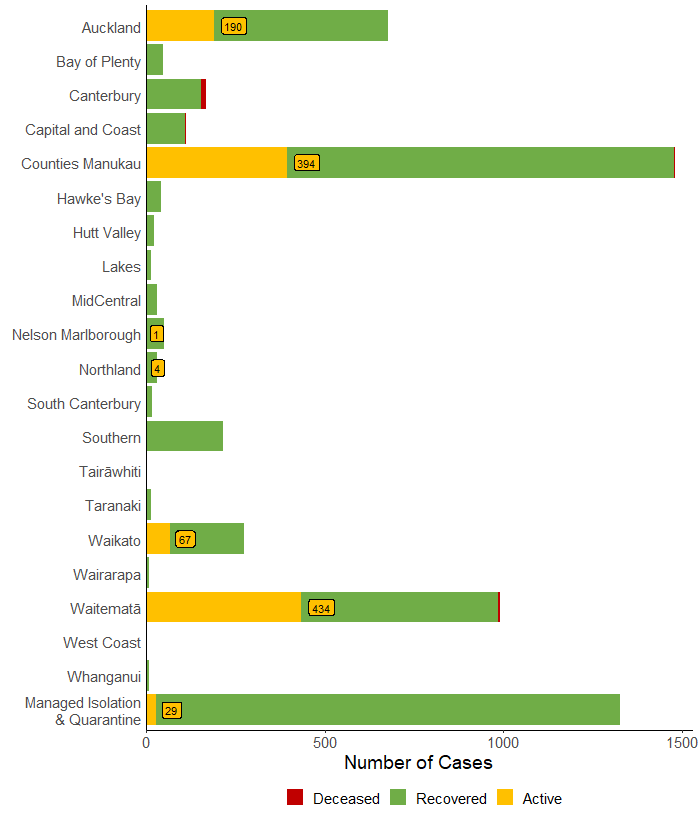 Auckland
190
Bay of Plenty
Canterbury
Capital and Coast
Counties Manukau
394
Hawke's Bay
Hutt Valley
Lakes
MidCentral
Nelson Marlborough
1
Northland
4
South Canterbury
Southern
Tairāwhiti
Taranaki
Waikato
67
Wairarapa
Waitematā
434
West Coast
Whanganui
Managed Isolation
& Quarantine
29
0 500 1000 1500
Number of Cases
Deceased Recovered Active